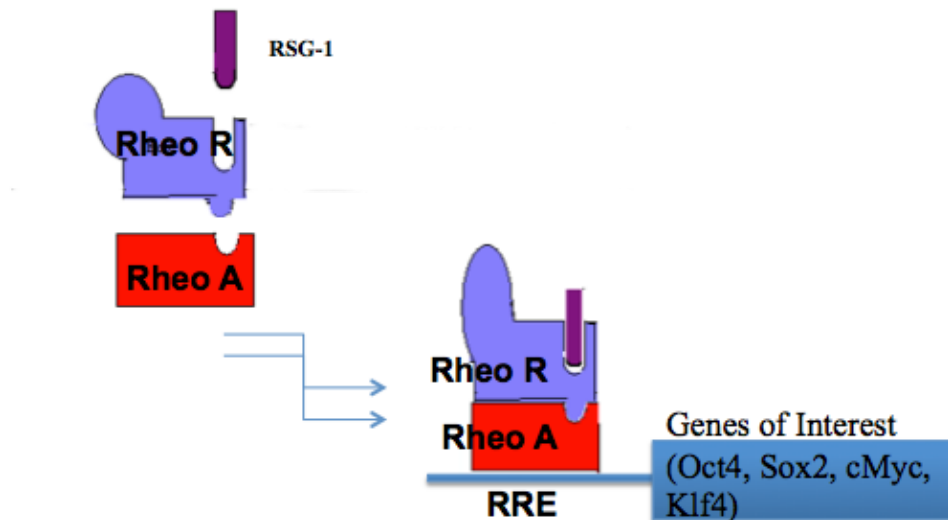 RSG-1
Rheo R
Rheo A
Rheo R
Rheo A
RRE
Genes of Interest
(Oct4, Sox2, cMyc,
Klf4)